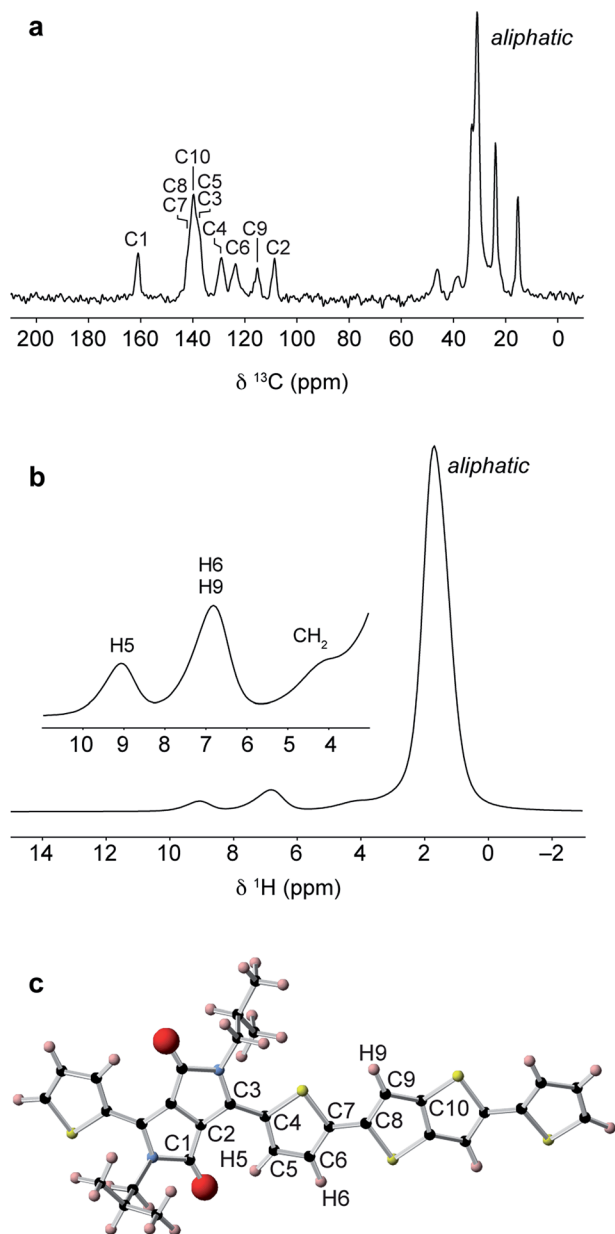 a
aliphatic
C10
C8 C5
C7 C3
C1
C4
C6
C9
C2
200 180 160 140 120 100 80 60 40 20 0
δ ¹³C (ppm)
b
aliphatic
H6
H9
H5
CH₂
10 9 8 7 6 5 4
14 12 10 8 6 4 2 0 −2
δ ¹H (ppm)
c
H9
C9
C3
C10
C7
C4
C8
C1 C2
H5 C5 C6
H6